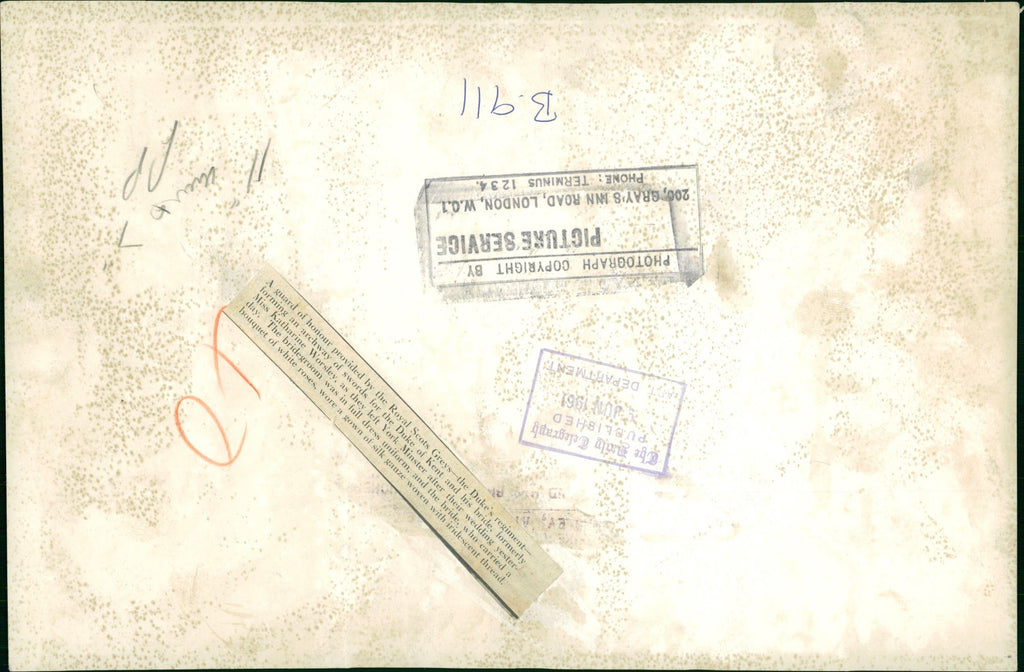 B.911
PHOTOGRAPH COPYRIGHT BY
PICTURE SERVICE
200, GRAY'S INN ROAD, LONDON, W.C.1
PHONE: TERMINUS 1234.
A guard of honour provided by the Royal Scots Greys—the Duke's regiment—
forming an archway of swords for the Duke of Kent and his bride, formerly
Miss Katharine Worsley, as they left York Minster after their wedding yester-
day. The bridegroom was in full dress uniform, and the bride, who carried a
bouquet of white roses, wore a gown of silk gauze woven with iridescent thread.
The Daily Telegraph
PUBLISHED
JUN 1961
ART DEPARTMENT